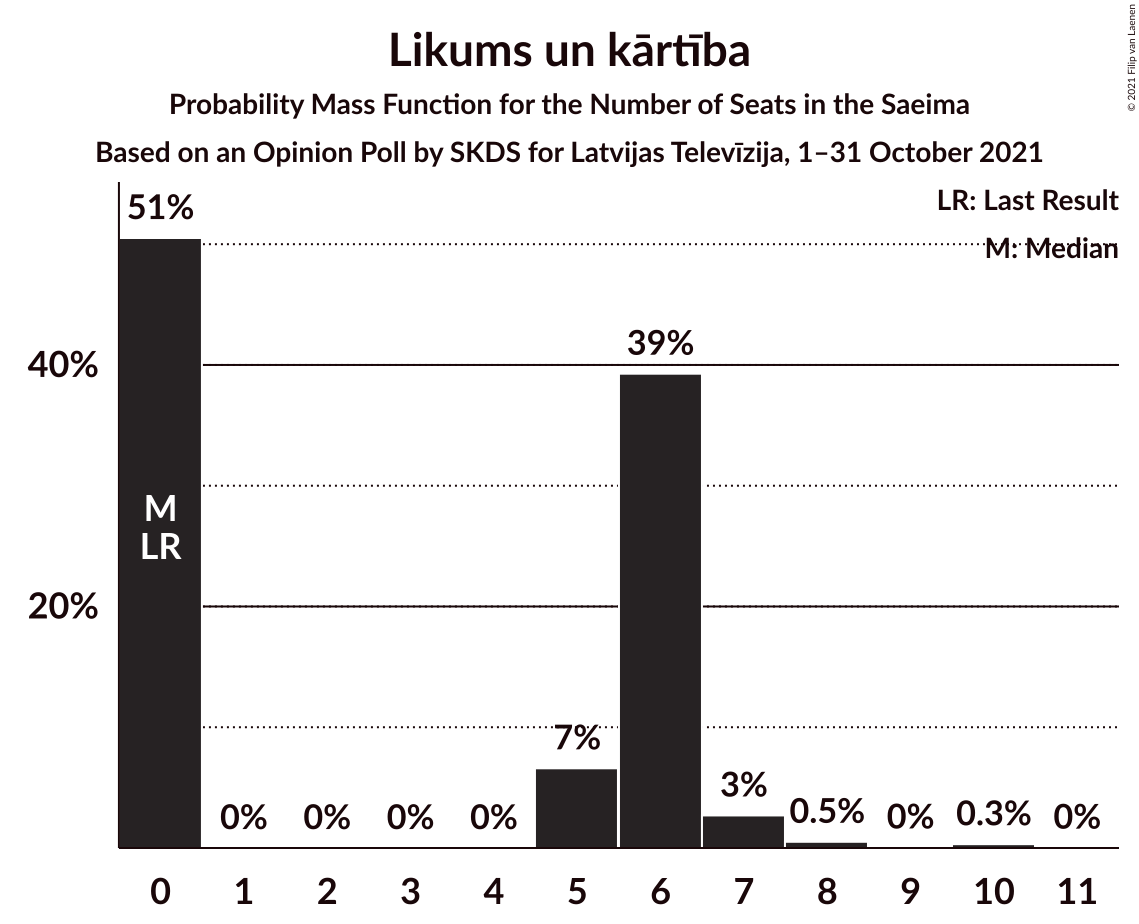 Likums un kārtība
Probability Mass Function for the Number of Seats in the Saeima
Based on an Opinion Poll by SKDS for Latvijas Televīzija, 1–31 October 2021
© 2021 Filip van Laenen
LR: Last Result
M: Median
51%
40%
39%
M
LR
20%
7%
3%
0% 0% 0% 0% 0.5% 0% 0.3% 0%
0 1 2 3 4 5 6 7 8 9 10 11